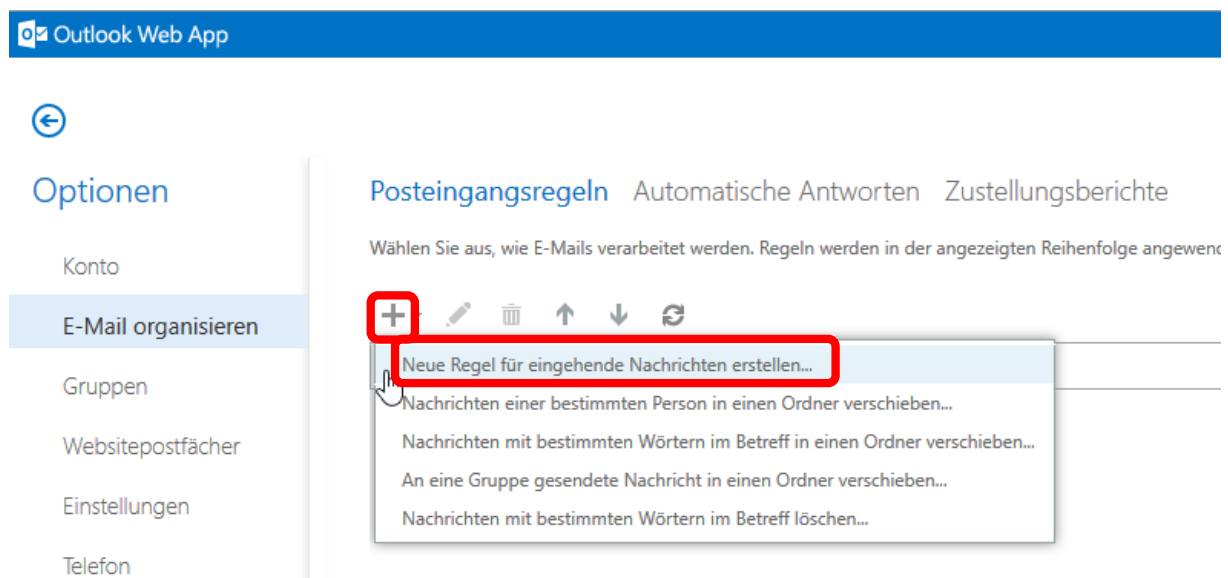 Outlook Web App
Optionen
Konto
E-Mail organisieren
Gruppen
Websitepostfächer
Einstellungen
Telefon
Posteingangsregeln Automatische Antworten Zustellungsberichte
Wählen Sie aus, wie E-Mails verarbeitet werden. Regeln werden in der angezeigten Reihenfolge angewend
Neue Regel für eingehende Nachrichten erstellen...
Nachrichten einer bestimmten Person in einen Ordner verschieben...
Nachrichten mit bestimmten Wörtern im Betreff in einen Ordner verschieben...
An eine Gruppe gesendete Nachricht in einen Ordner verschieben...
Nachrichten mit bestimmten Wörtern im Betreff löschen...